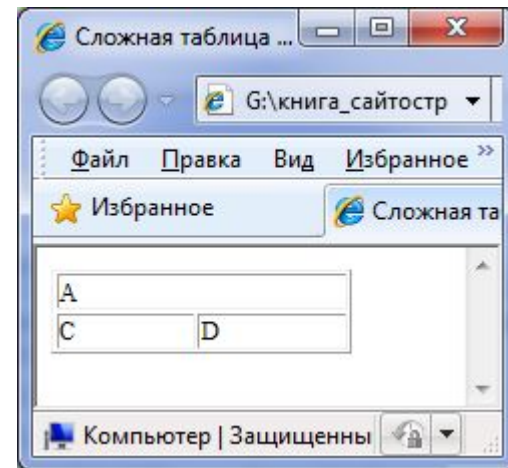 Сложная таблица ...
G:\книга_сайтостр
Файл Правка Вид Избранное »
Избранное Сложная та
A
C D
Компьютер | Защищенны